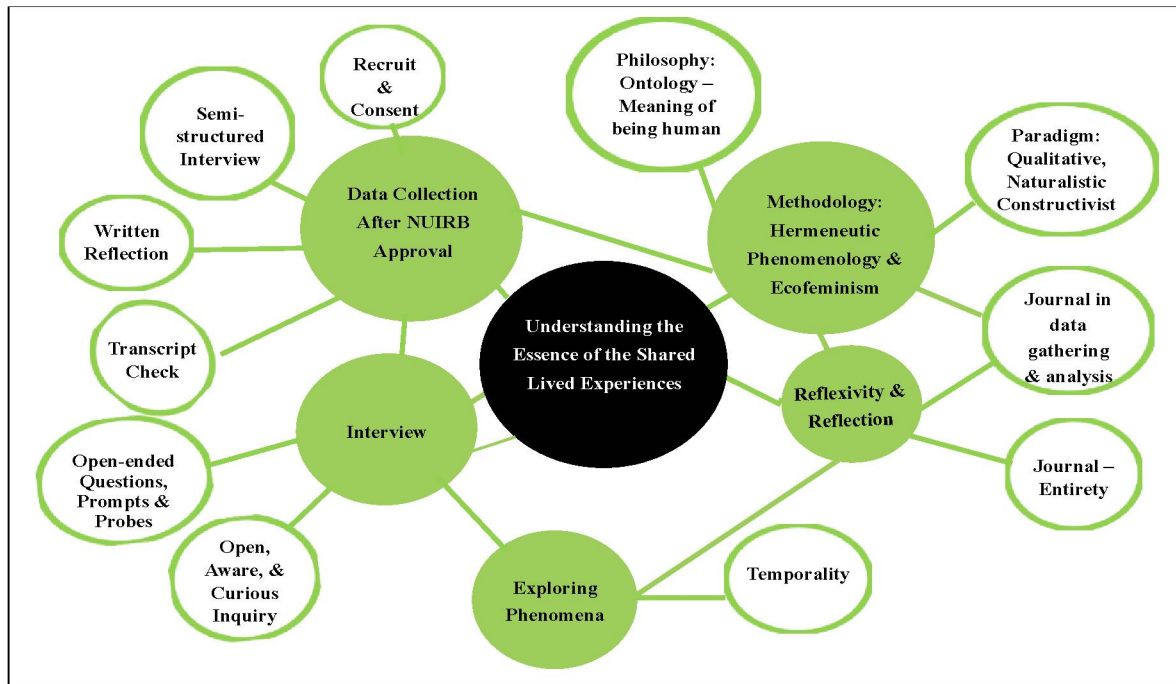 Recruit
&
Consent
Semi-
structured
Interview
Written
Reflection
Transcript
Check
Data Collection
After NUIRB
Approval
Philosophy:
Ontology –
Meaning of
being human
Paradigm:
Qualitative,
Naturalistic
Constructivist
Methodology:
Hermeneutic
Phenomenology &
Ecofeminism
Journal in
data
gathering
& analysis
Understanding the
Essence of the Shared
Lived Experiences
Reflexivity &
Reflection
Journal –
Entirety
Interview
Open-ended
Questions,
Prompts &
Probes
Open,
Aware, &
Curious
Inquiry
Exploring
Phenomena
Temporality